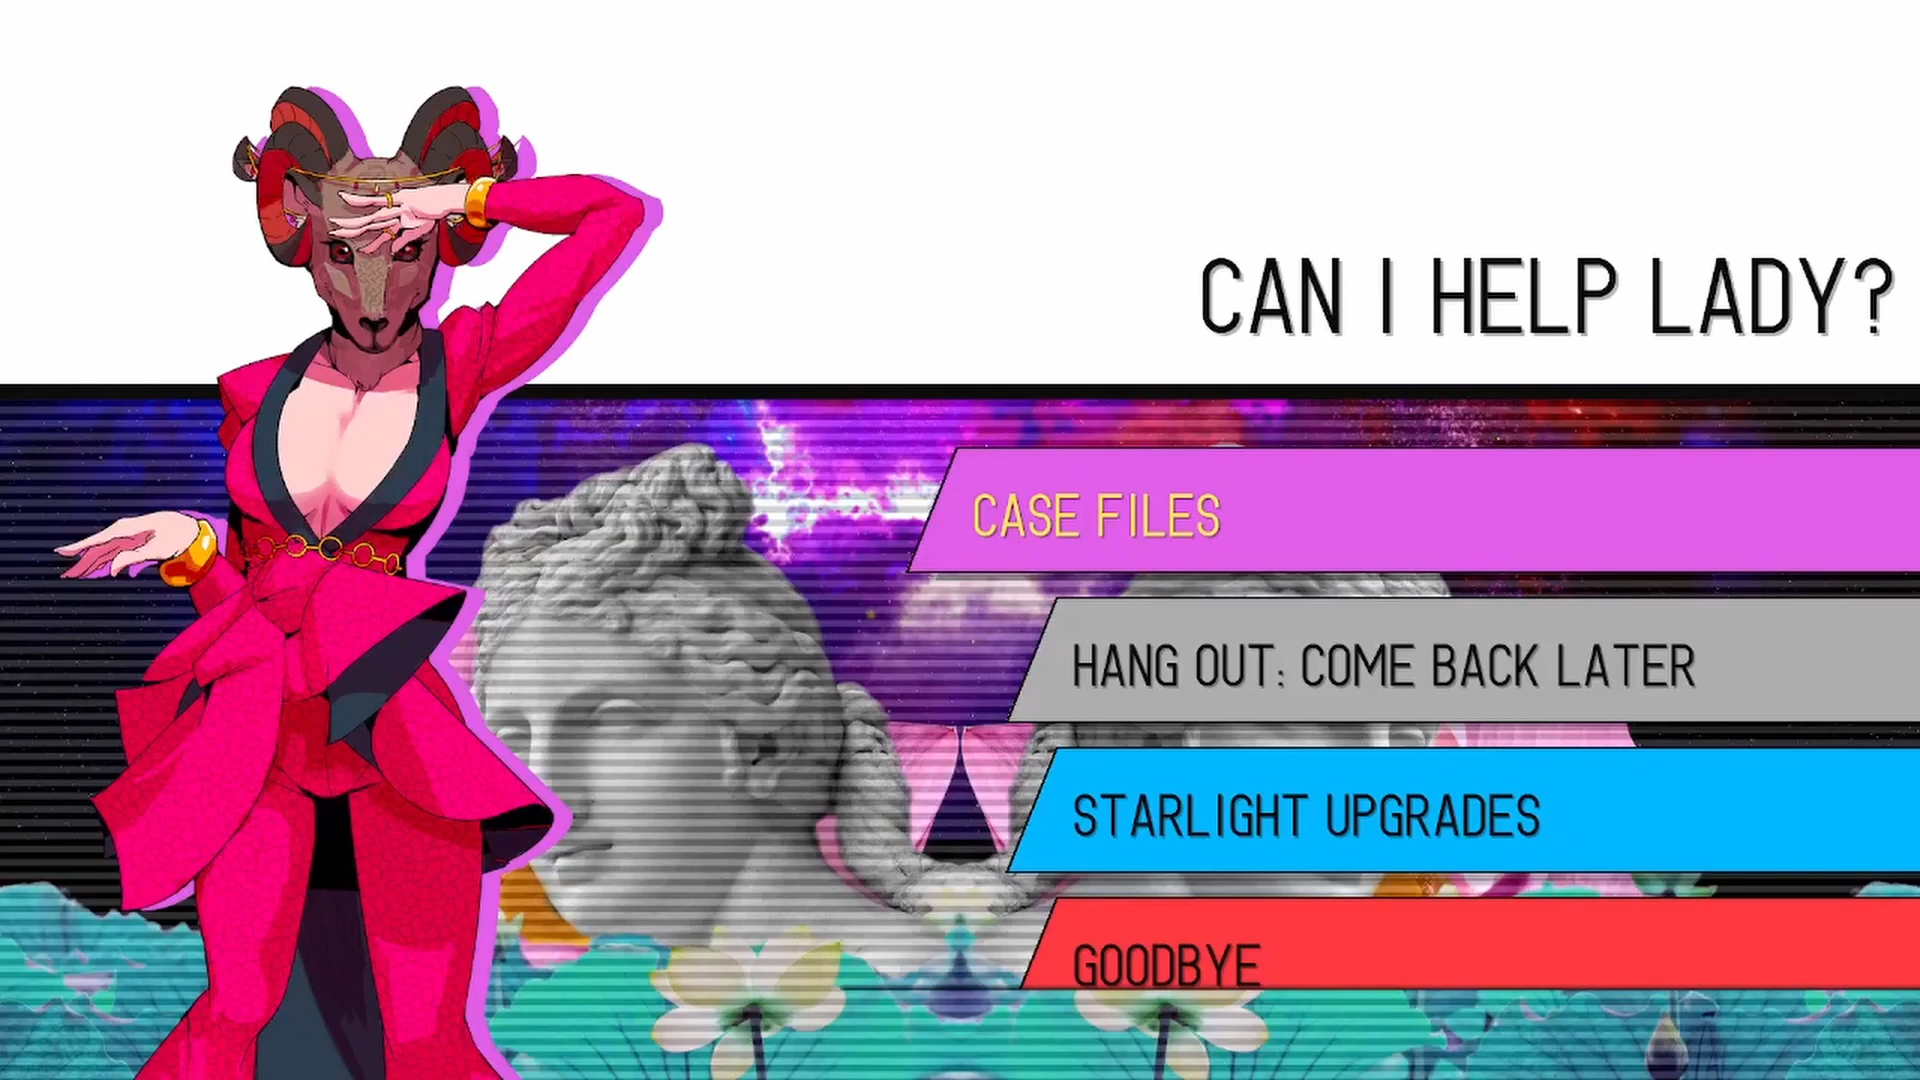 CAN I HELP LADY?
CASE FILES
HANG OUT: COME BACK LATER
STARLIGHT UPGRADES
GOODBYE